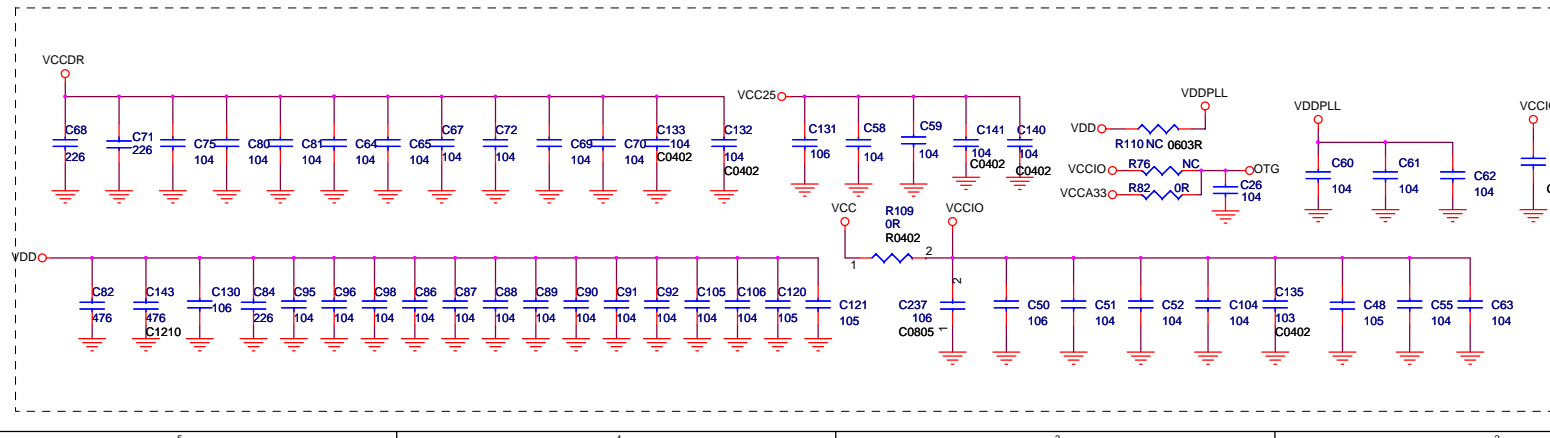 VCCDR
C68
226
C71
226
C75
104
C80
104
C81
104
C64
104
C65
104
C67
104
C72
104
C69
104
C70
104
C133
104
C0402
C132
104
C0402
VCC25
C131
106
C58
104
C59
104
C141
104
C0402
C140
104
C0402
VDDPLL
VDD
R110 NC 0603R
VCCIO
R76 NC
OTG
VCCA33
R82 0R
C26
104
VDDPLL
C60
104
C61
104
C62
104
VDD
C82
476
C143
476
C1210
C130
106
C84
226
C95
104
C96
104
C98
104
C86
104
C87
104
C88
104
C89
104
C90
104
C91
104
C92
104
C105
104
C106
104
C120
105
C121
105
VCC
R109
0R
R0402
1
2
VCCIO
2
C237
106
C0805
1
C50
106
C51
104
C52
104
C104
104
C135
103
C0402
C48
105
C55
104
C63
104